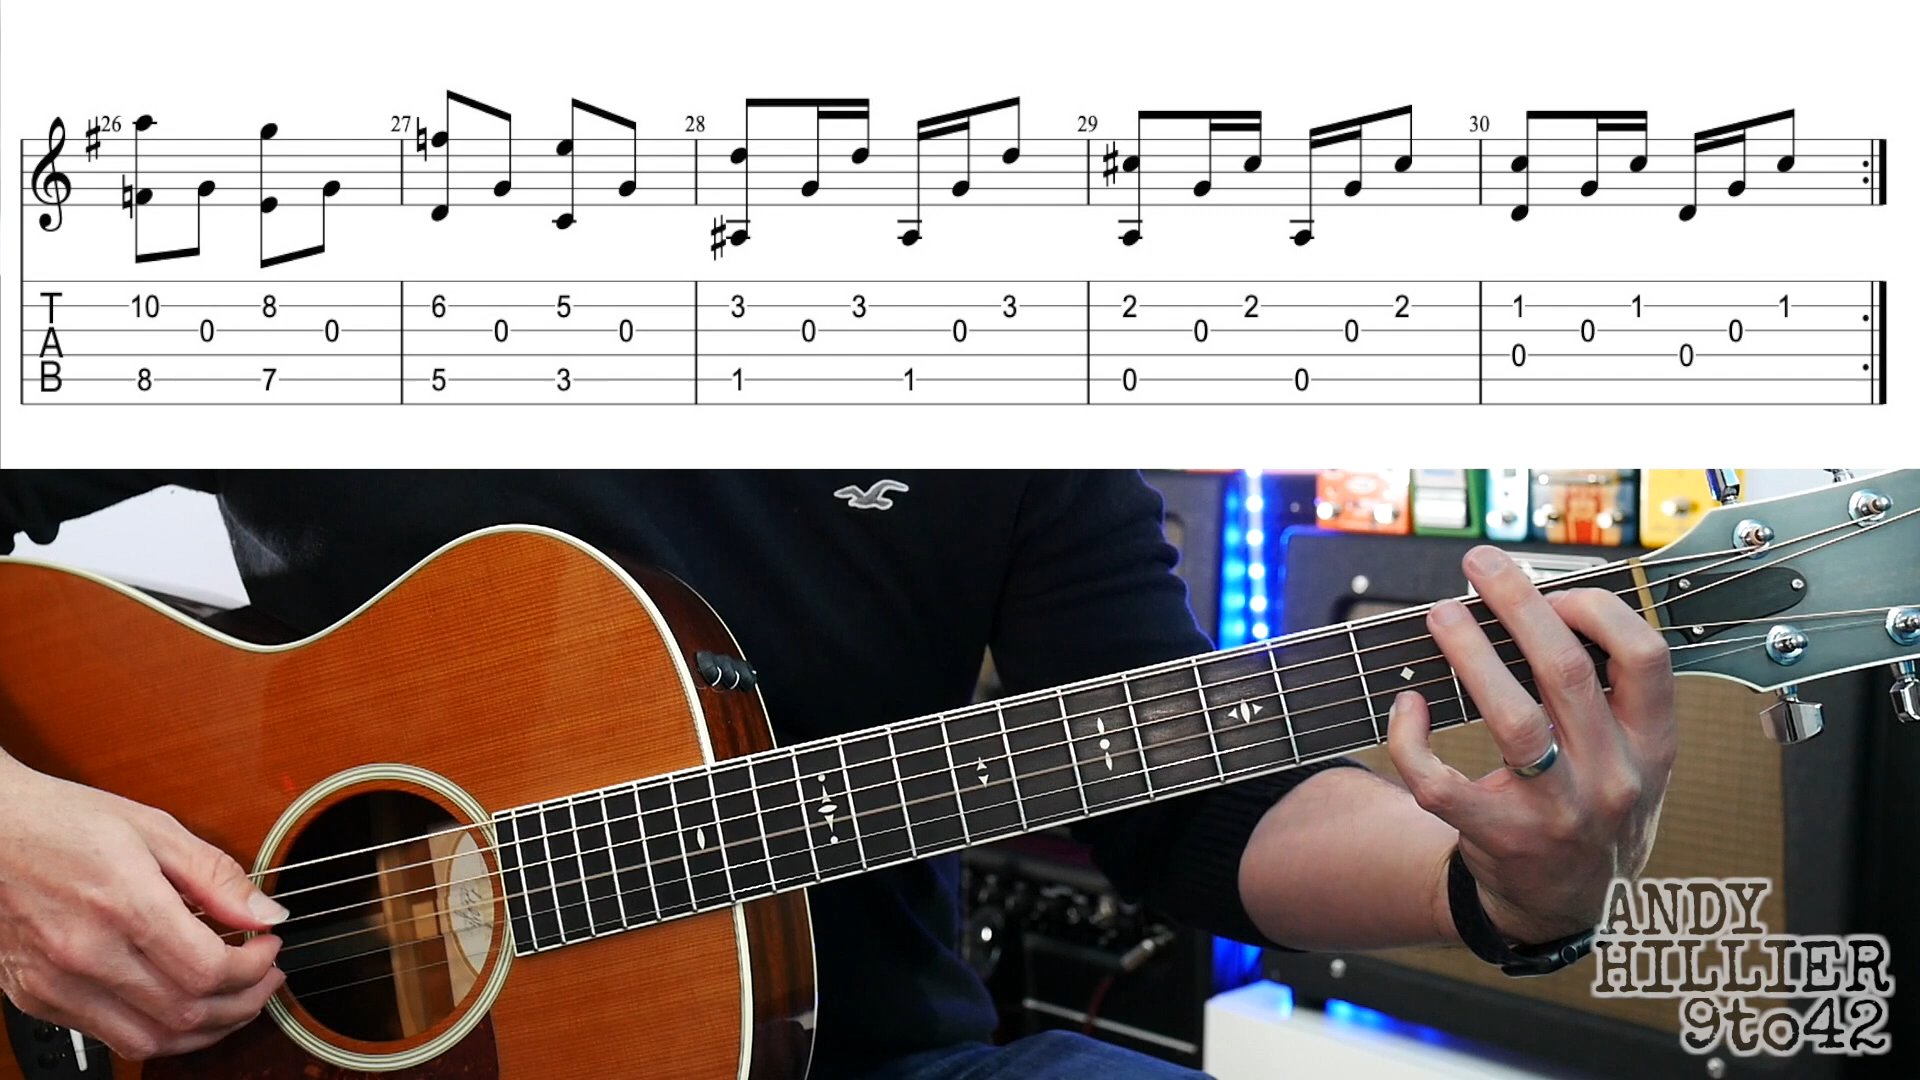 26 27 28 29 30
T 10 8 6 5 3 3 3 2 2 2 1 1 1
A 0 0 0 0 0 0 0 0 0 0
0 0
B 8 7 5 3 1 1 0 0
ANDY
HILLIER
9to42